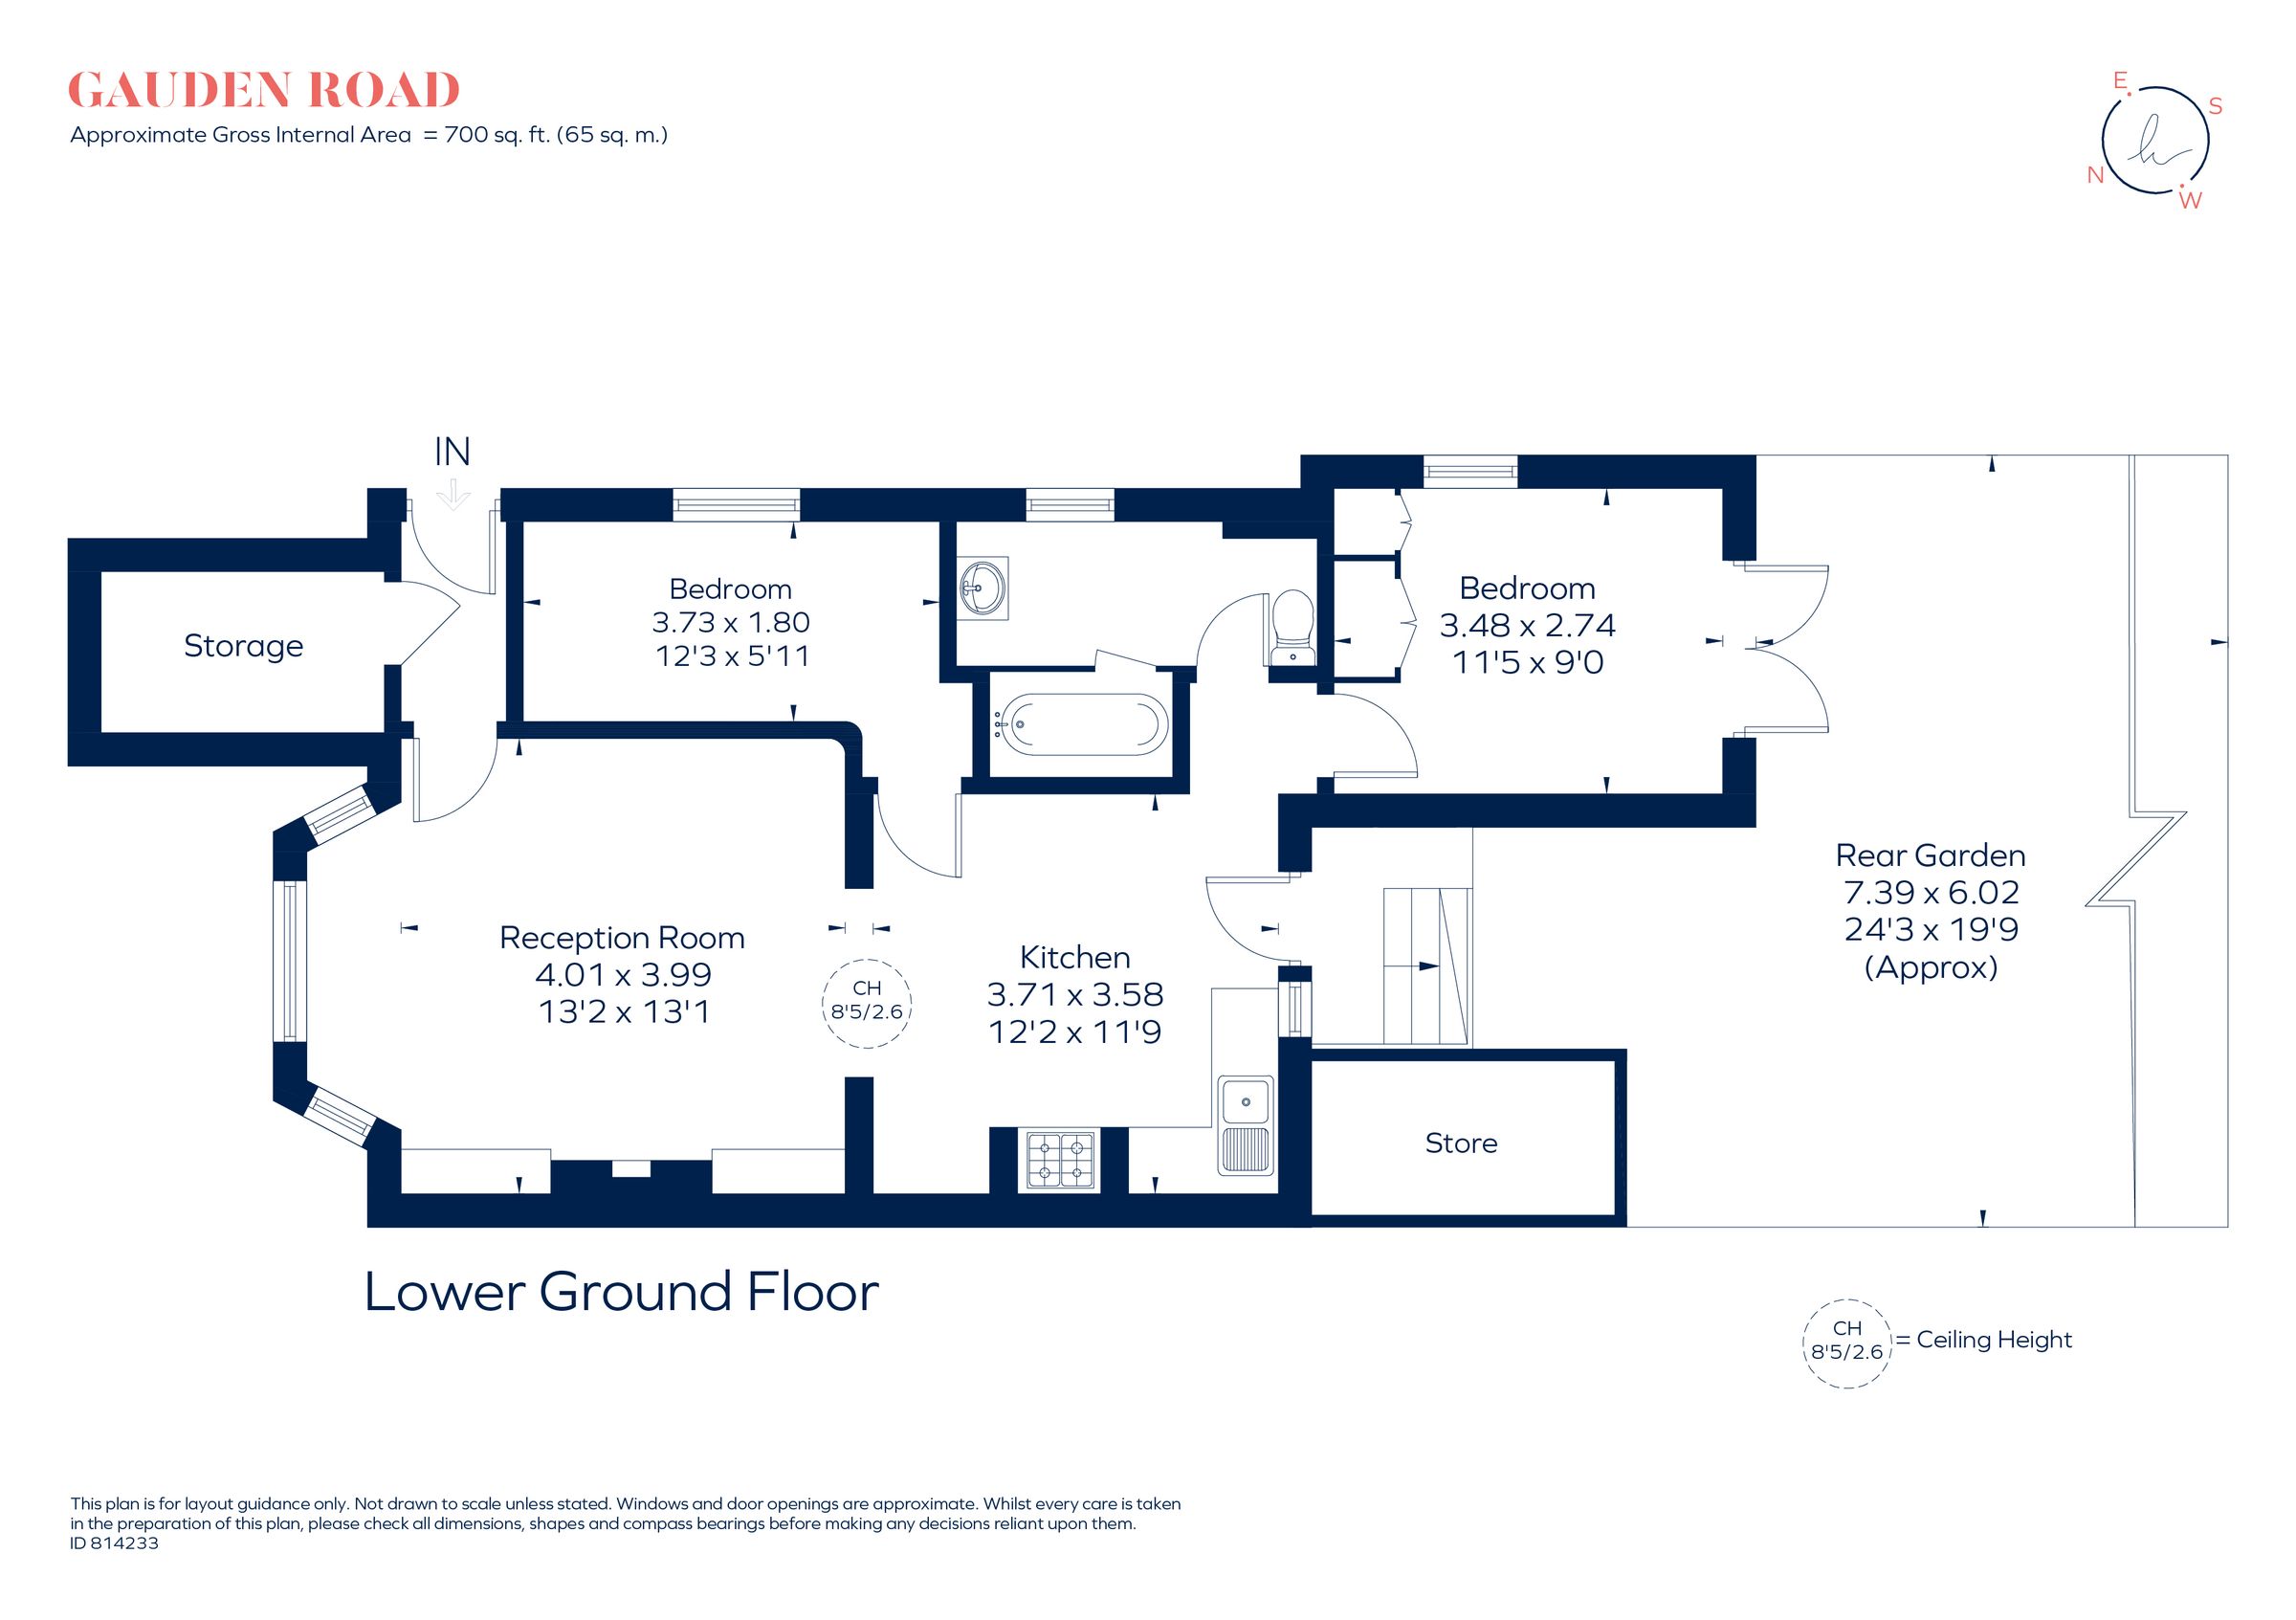 GAUDEN ROAD
Approximate Gross Internal Area = 700 sq. ft. (65 sq. m.)
E
S
N
W
IN
Storage
Bedroom
3.73 x 1.80
12'3 x 5'11
Bedroom
3.48 x 2.74
11'5 x 9'0
Reception Room
4.01 x 3.99
13'2 x 13'1
CH
8'5/2.6
Kitchen
3.71 x 3.58
12'2 x 11'9
Rear Garden
7.39 x 6.02
24'3 x 19'9
(Approx)
Store
Lower Ground Floor
CH
8'5/2.6
= Ceiling Height
This plan is for layout guidance only. Not drawn to scale unless stated. Windows and door openings are approximate. Whilst every care is taken
in the preparation of this plan, please check all dimensions, shapes and compass bearings before making any decisions reliant upon them.
ID 814233